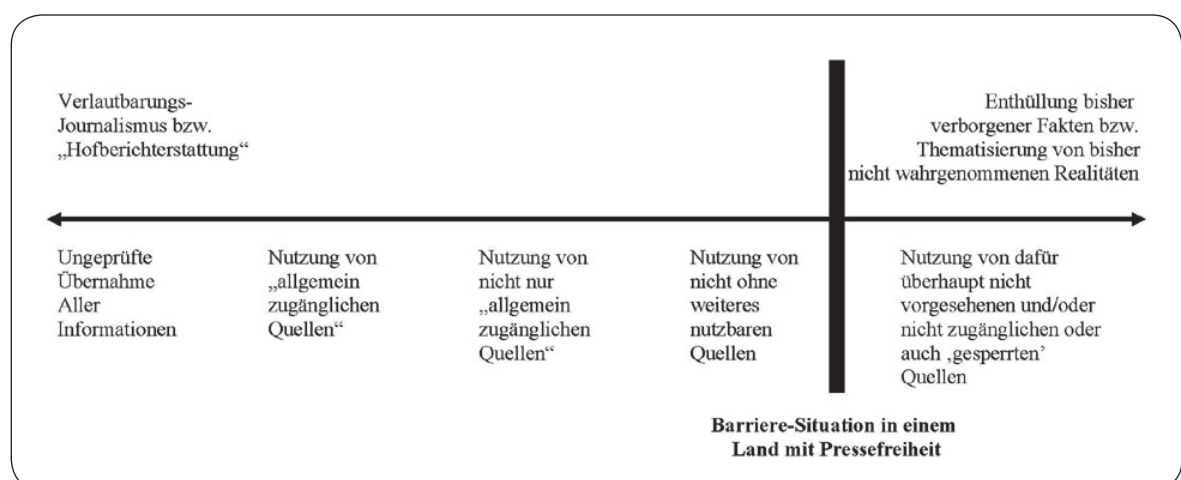 Verlautbarungs-
Journalismus bzw.
„Hofberichterstattung“
Enthüllung bisher
verborgener Fakten bzw.
Thematisierung von bisher
nicht wahrgenommenen Realitäten
Ungeprüfte
Übernahme
Aller
Informationen
Nutzung von
„allgemein
zugänglichen
Quellen“
Nutzung von
nicht nur
„allgemein
zugänglichen
Quellen“
Nutzung von
nicht ohne
weiteres
nutzbaren
Quellen
Nutzung von dafür
überhaupt nicht
vorgesehenen und/oder
nicht zugänglichen oder
auch ‚gesperrten’
Quellen
Barriere-Situation in einem
Land mit Pressefreiheit